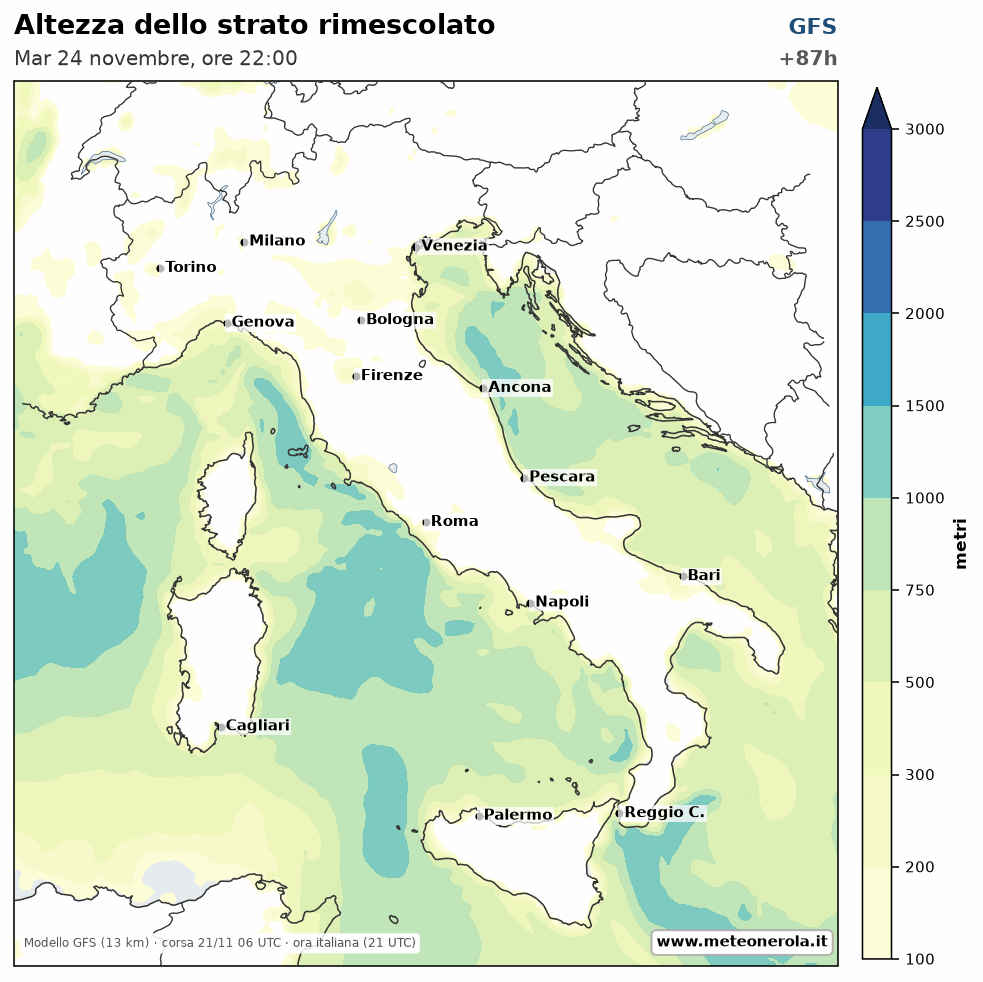 Altezza dello strato rimescolato
GFS
Mar 24 novembre, ore 22:00
+87h
3000
2500
2000
1500
1000
750
500
300
200
100
metri
Milano
Venezia
Torino
Genova
Bologna
Firenze
Ancona
Pescara
Roma
Bari
Napoli
Cagliari
Palermo
Reggio C.
Modello GFS (13 km) · corsa 21/11 06 UTC · ora italiana (21 UTC)
www.meteonerola.it